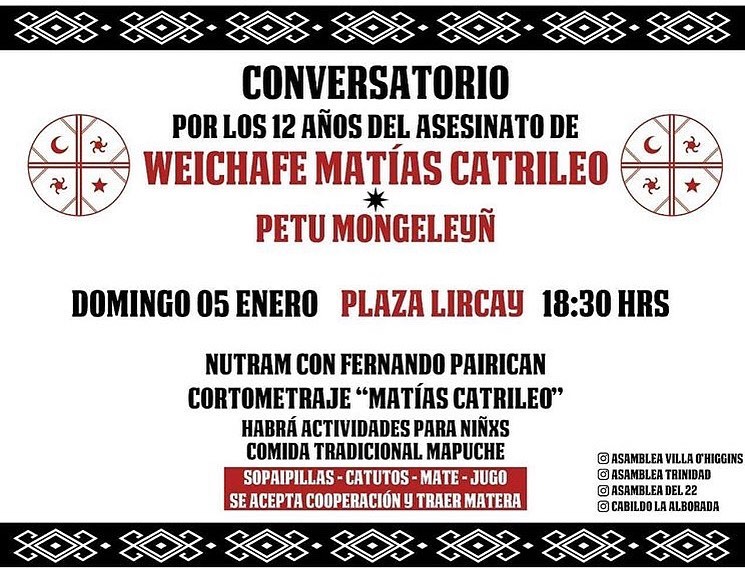 CONVERSATORIO
POR LOS 12 AÑOS DEL ASESINATO DE
WEICHAFE MATÍAS CATRILEO
PETU MONGELEYÑ
DOMINGO 05 ENERO PLAZA LIRCAY 18:30 HRS
NUTRAM CON FERNANDO PAIRICAN
CORTOMETRAJE “MATÍAS CATRILEO”
HABRÁ ACTIVIDADES PARA NIÑXS
COMIDA TRADICIONAL MAPUCHE
SOPAIPILLAS - CATUTOS - MATE - JUGO
SE ACEPTA COOPERACIÓN Y TRAER MATERA
ASAMBLEA VILLA O'HIGGINS
ASAMBLEA TRINIDAD
ASAMBLEA DEL 22
CABILDO LA ALBORADA